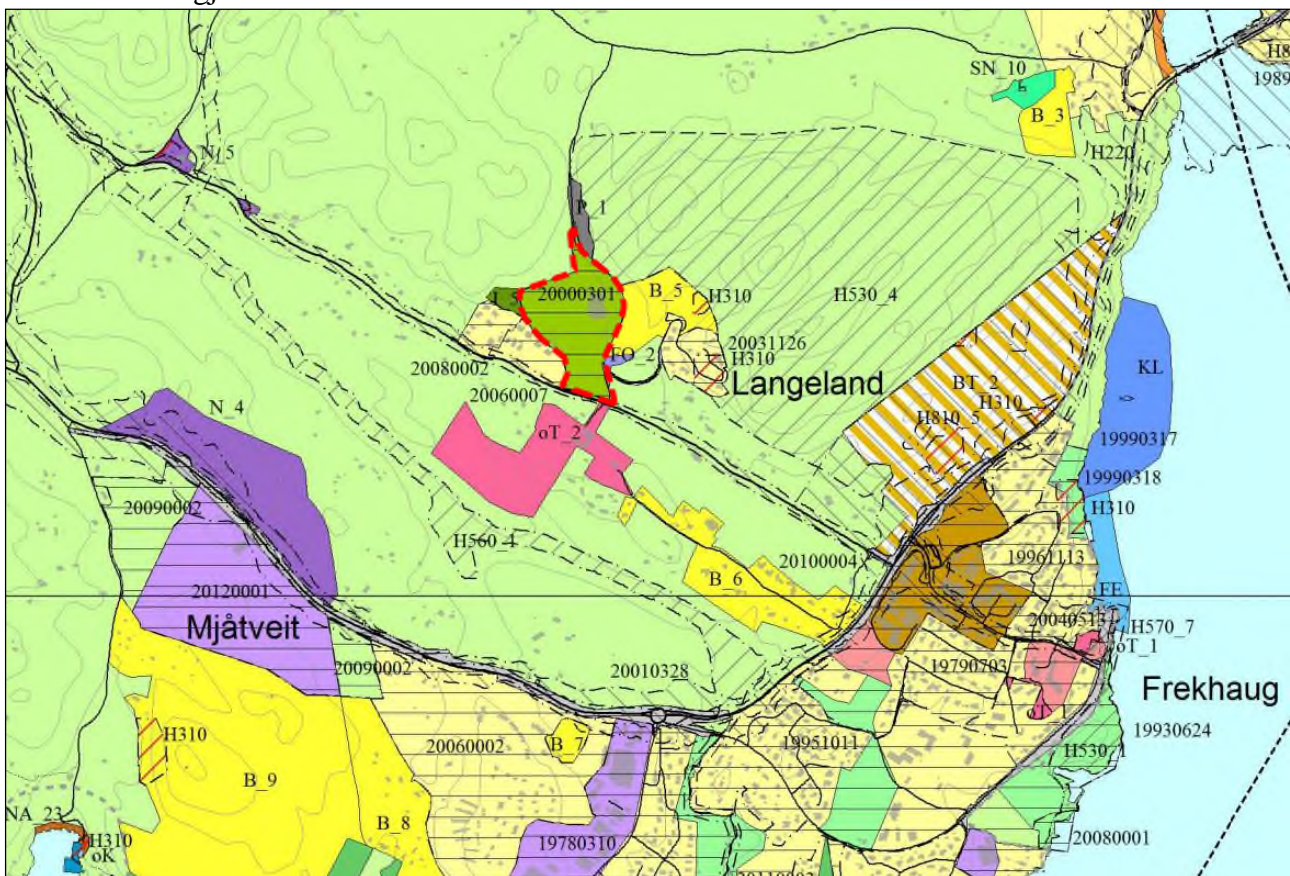 SN_10
B_3
H220
N_5
P_1
20000301
B_5
H310
H530_4
20031126
H310
TO_2
20080002
Langeland
20060007
BT_2
H310
H810_5
KL
N_4
oT_2
19990317
19990318
H310
20090002
H560_4
20100004
19961113
B_6
FE
20120001
20040513
H570_7
oT_1
Mjåtveit
20090002
20010328
19790703
Frekhaug
H310
20060002
B_7
19951011
H530_1
19930624
B_9
B_8
NA_23
H310
oK
19780310
20080001